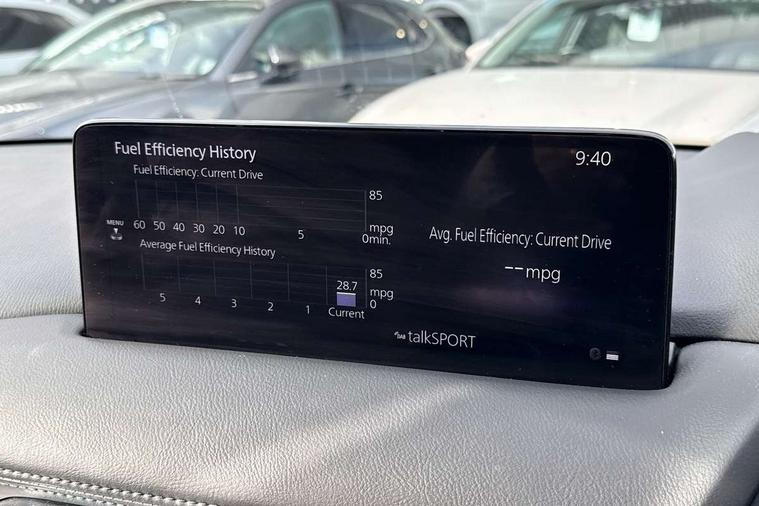 Fuel Efficiency History
9:40
Fuel Efficiency: Current Drive
85
MENU
60 50 40 30 20 10 5
mpg
0min.
Avg. Fuel Efficiency: Current Drive
--mpg
Average Fuel Efficiency History
85
28.7
mpg
5 4 3 2 1
0
Current
DAB talkSPORT